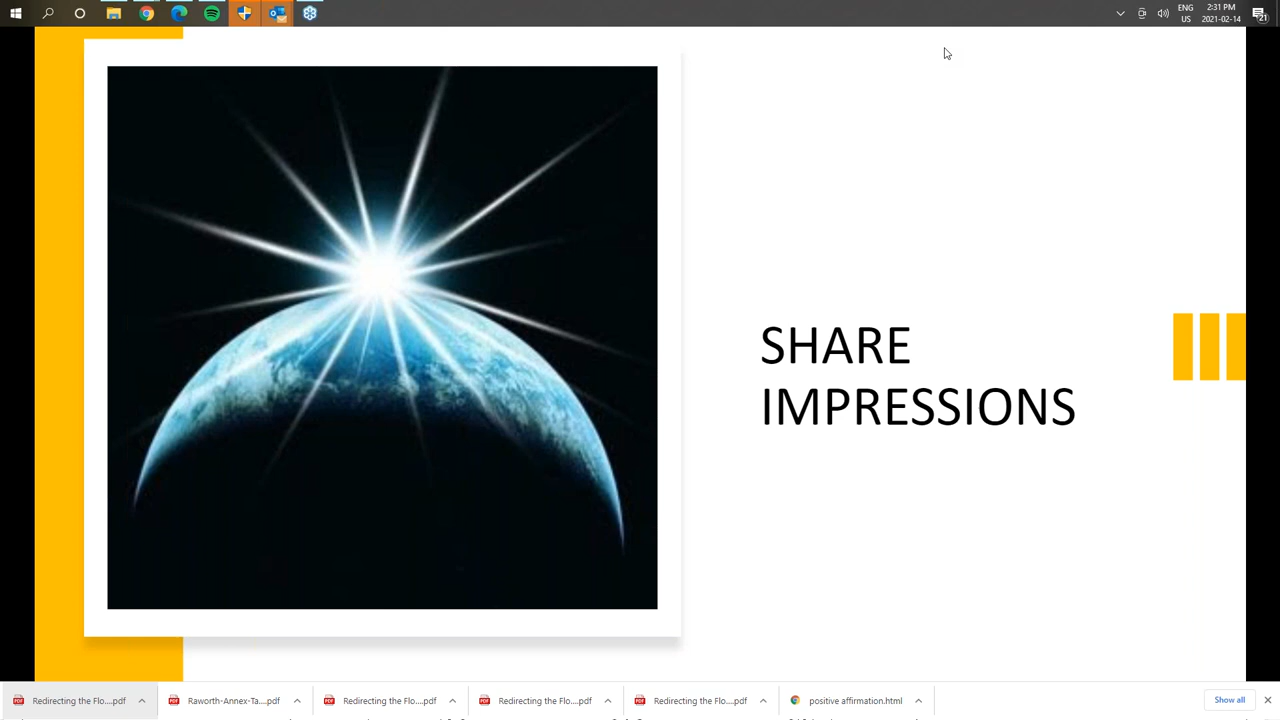 ENG
US
2:31 PM
2021-02-14
21
SHARE
IMPRESSIONS
Redirecting the Flo....pdf
Raworth-Annex-Ta....pdf
Redirecting the Flo....pdf
Redirecting the Flo....pdf
Redirecting the Flo....pdf
positive affirmation.html
Show all